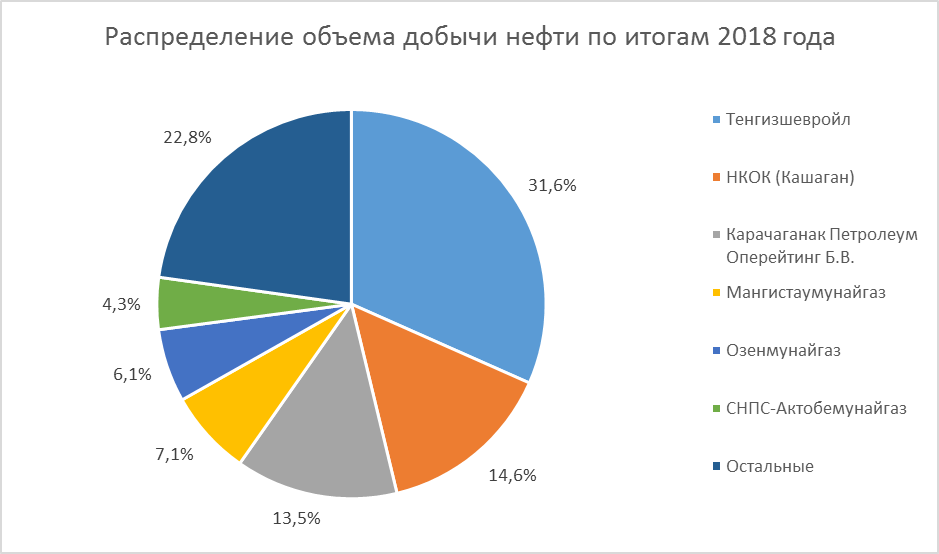 Распределение объема добычи нефти по итогам 2018 года
22,8%
31,6%
4,3%
6,1%
7,1%
13,5%
14,6%
Тенгизшевройл
НКОК (Кашаган)
Карачаганак Петролеум
Оперейтинг Б.В.
Мангистаумунайгаз
Озенмунайгаз
СНПС-Актобемунайгаз
Остальные